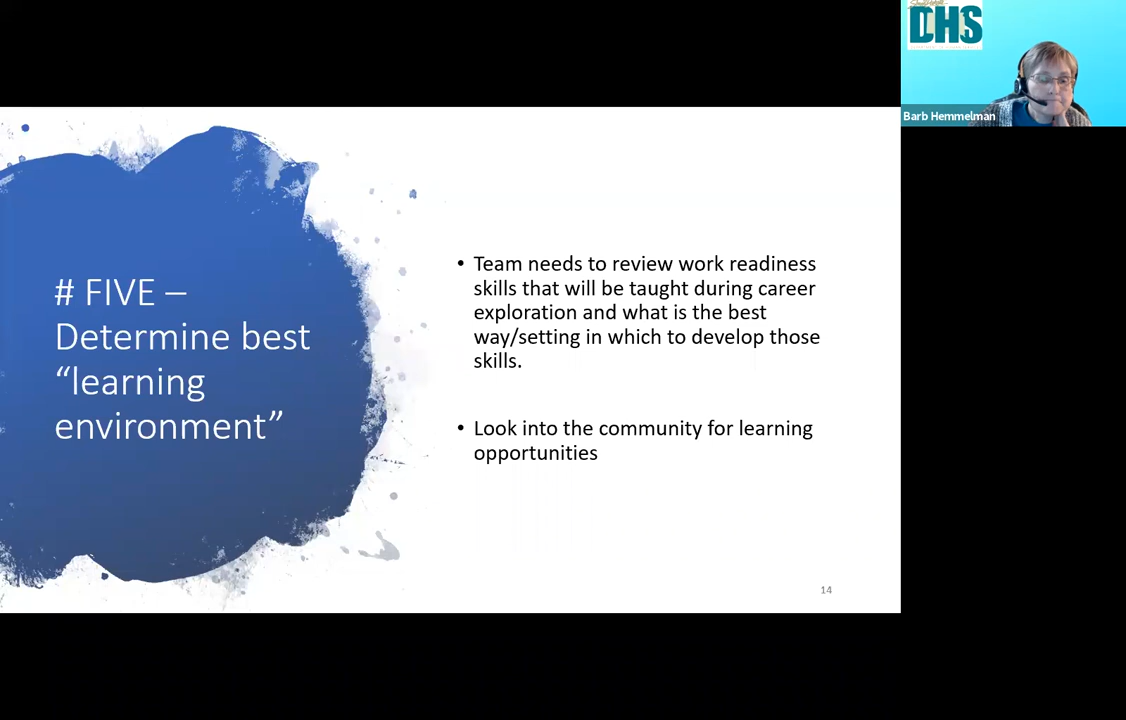 DHS
Barb Hemmelman
# FIVE –
Determine best
“learning
environment”
• Team needs to review work readiness
skills that will be taught during career
exploration and what is the best
way/setting in which to develop those
skills.
• Look into the community for learning
opportunities
14